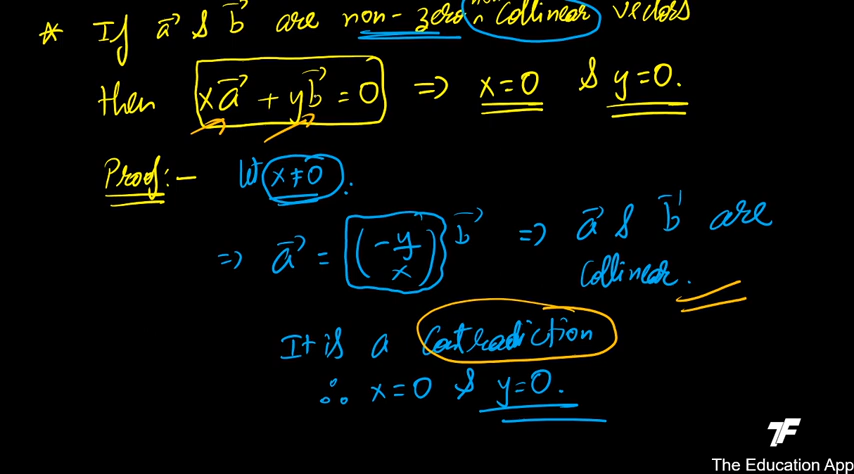 * If a⃗ & b⃗ are non-zero non collinear vectors
then xa⃗ + yb⃗ = 0 ⇒ x=0 & y=0.
Proof:- let x≠0.
⇒ a⃗ = (-y/x) b⃗ ⇒ a⃗ & b⃗ are
collinear.
It is a contradiction
∴ x=0 & y=0.
The Education App